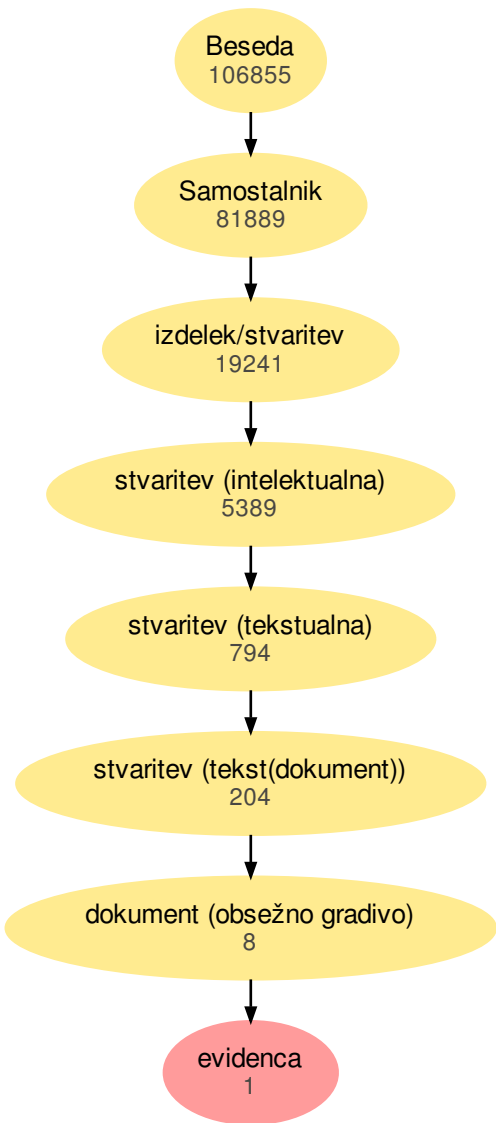 Beseda
106855
Samostalnik
81889
izdelek/stvaritev
19241
stvaritev (intelektualna)
5389
stvaritev (tekstualna)
794
stvaritev (tekst(dokument))
204
dokument (obsežno gradivo)
8
evidenca
1